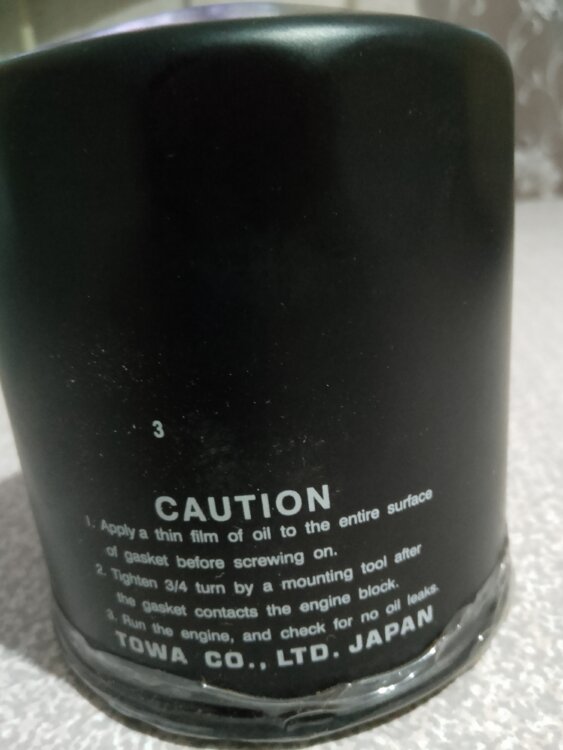 3
CAUTION
1. Apply a thin film of oil to the entire surface
of gasket before screwing on.
2. Tighten 3/4 turn by a mounting tool after
the gasket contacts the engine block.
3. Run the engine, and check for no oil leaks.
TOWA CO., LTD. JAPAN